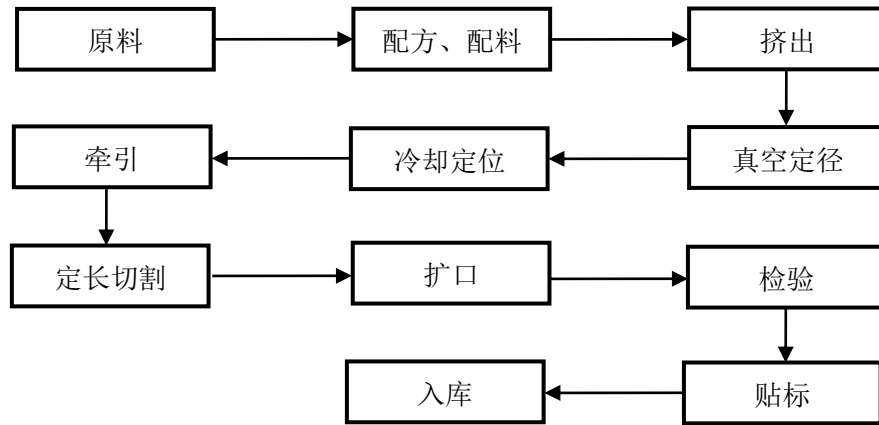 原料
配方、配料
挤出
真空定径
冷却定位
牵引
定长切割
扩口
检验
贴标
入库